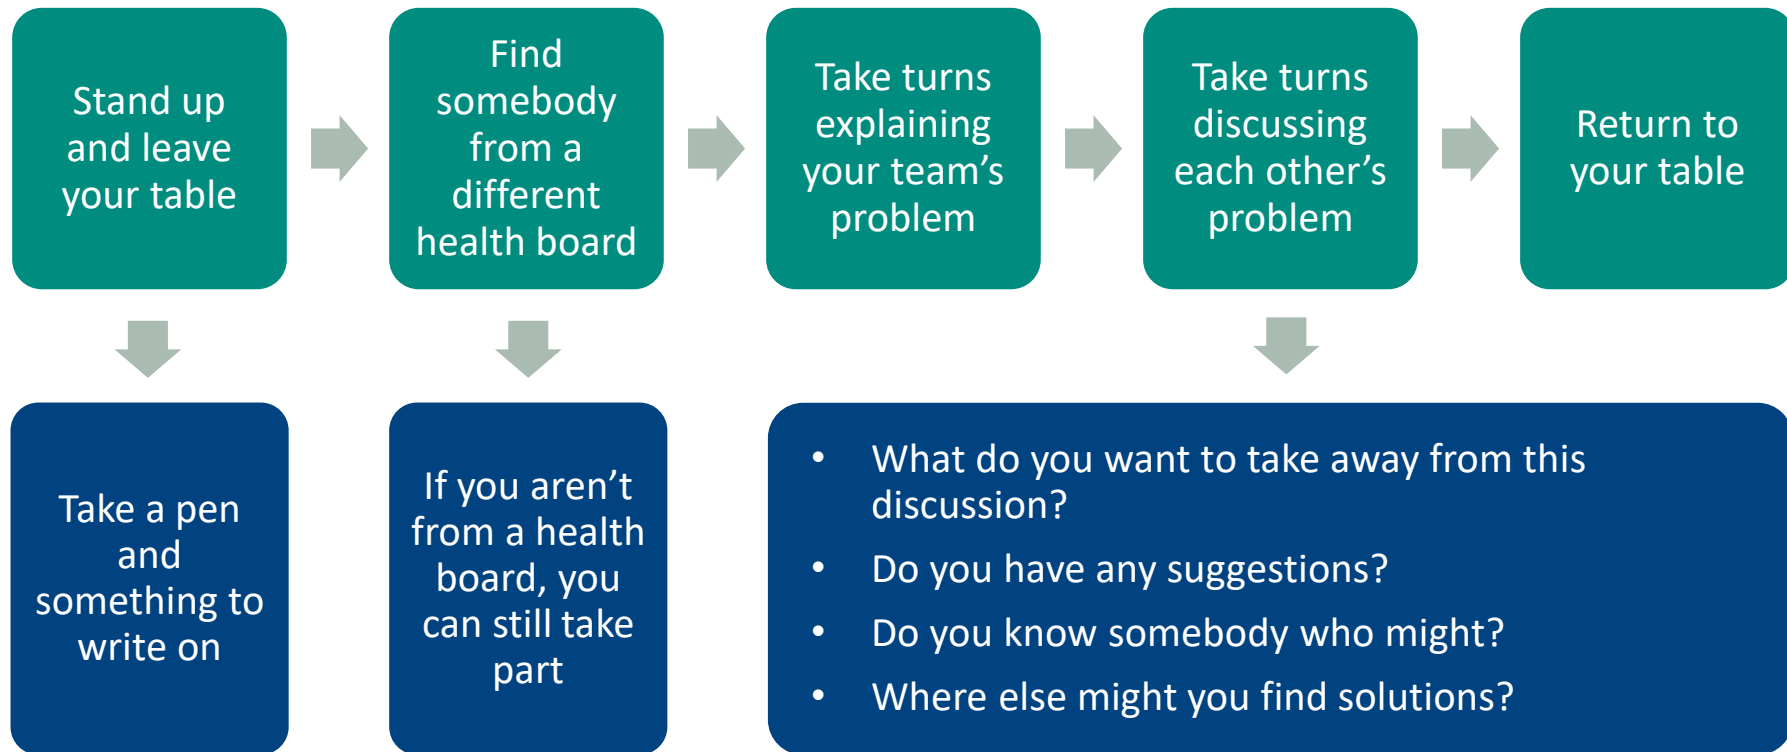 Stand up
and leave
your table
Find
somebody
from a
different
health board
Take turns
explaining
your team’s
problem
Take turns
discussing
each other’s
problem
Return to
your table
Take a pen
and
something to
write on
If you aren’t
from a health
board, you
can still take
part
• What do you want to take away from this
discussion?
• Do you have any suggestions?
• Do you know somebody who might?
• Where else might you find solutions?